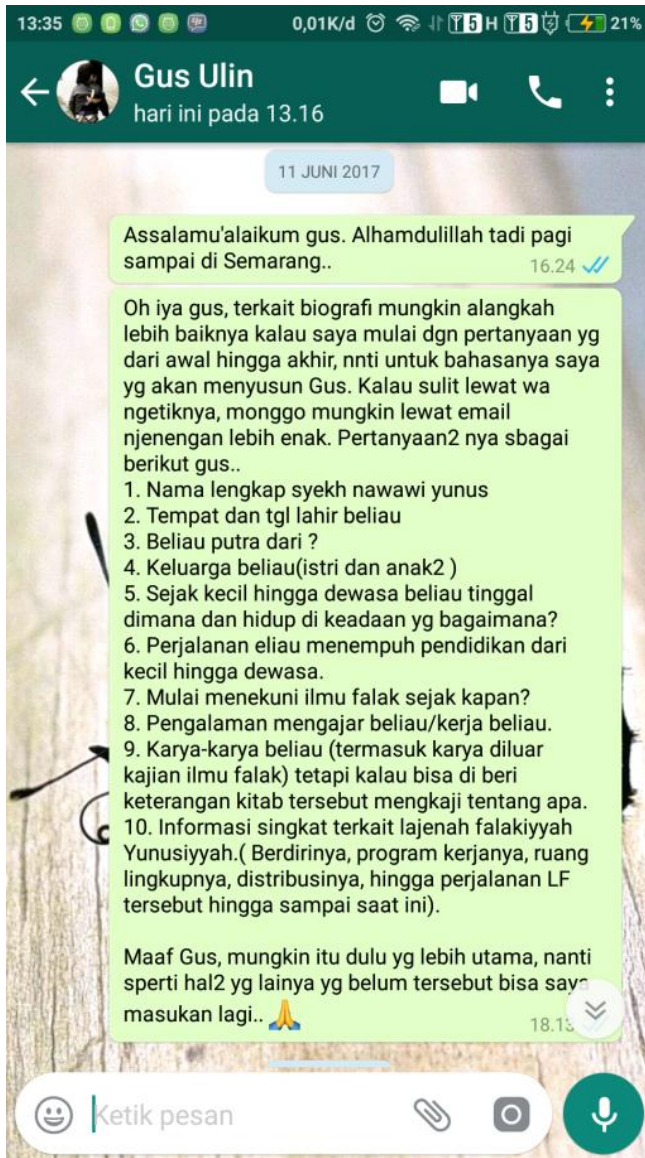 13:35 0,01K/d 5 H 5 21%
Gus Ulin
hari ini pada 13.16
11 JUNI 2017
Assalamu'alaikum gus. Alhamdulillah tadi pagi
sampai di Semarang..
16.24
Oh iya gus, terkait biografi mungkin alangkah
lebih baiknya kalau saya mulai dgn pertanyaan yg
dari awal hingga akhir, nnti untuk bahasanya saya
yg akan menyusun Gus. Kalau sulit lewat wa
ngetiknya, monggo mungkin lewat email
njenengan lebih enak. Pertanyaan2 nya sbagai
berikut gus..
1. Nama lengkap syekh nawawi yunus
2. Tempat dan tgl lahir beliau
3. Beliau putra dari ?
4. Keluarga beliau(istri dan anak2 )
5. Sejak kecil hingga dewasa beliau tinggal
dimana dan hidup di keadaan yg bagaimana?
6. Perjalanan eliau menempuh pendidikan dari
kecil hingga dewasa.
7. Mulai menekuni ilmu falak sejak kapan?
8. Pengalaman mengajar beliau/kerja beliau.
9. Karya-karya beliau (termasuk karya diluar
kajian ilmu falak) tetapi kalau bisa di beri
keterangan kitab tersebut mengkaji tentang apa.
10. Informasi singkat terkait lajenah falakiyyah
Yunusiyyah.( Berdirinya, program kerjanya, ruang
lingkupnya, distribusinya, hingga perjalanan LF
tersebut hingga sampai saat ini).
Maaf Gus, mungkin itu dulu yg lebih utama, nanti
sperti hal2 yg lainya yg belum tersebut bisa saya
masukan lagi.. 🙏
18.13
Ketik pesan